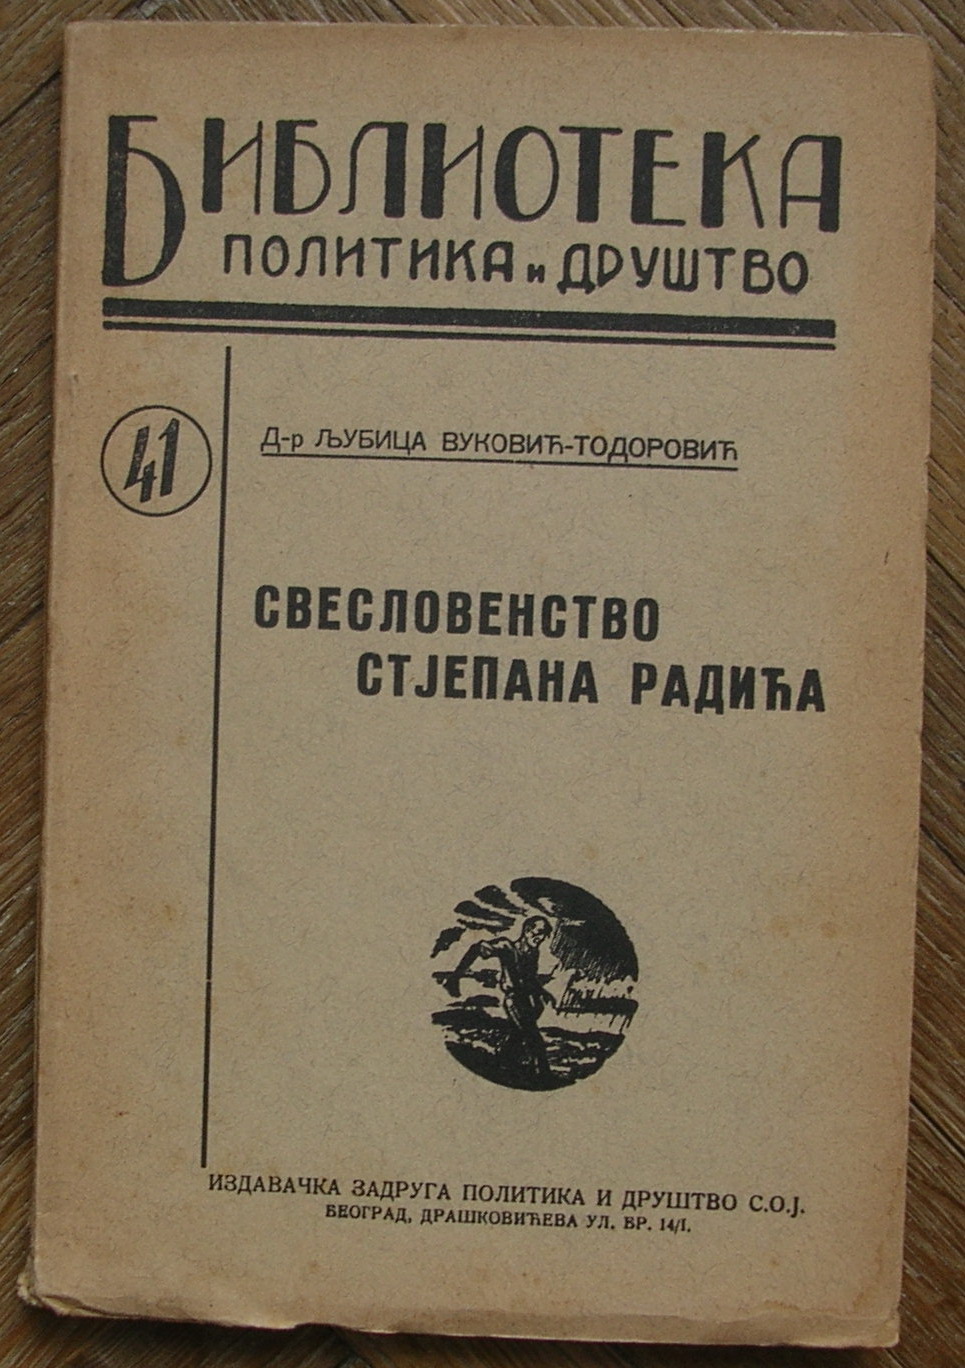 БИБЛИОТЕКА
ПОЛИТИКА и ДРУШТВО
41
Д-р ЉУБИЦА ВУКОВИЋ-ТОДОРОВИЋ
СВЕСЛОВЕНСТВО
СТЈЕПАНА РАДИЋА
ИЗДАВАЧКА ЗАДРУГА ПОЛИТИКА И ДРУШТВО С.О.Ј.
БЕОГРАД, ДРАШКОВИЋЕВА УЛ. БР. 14/I.